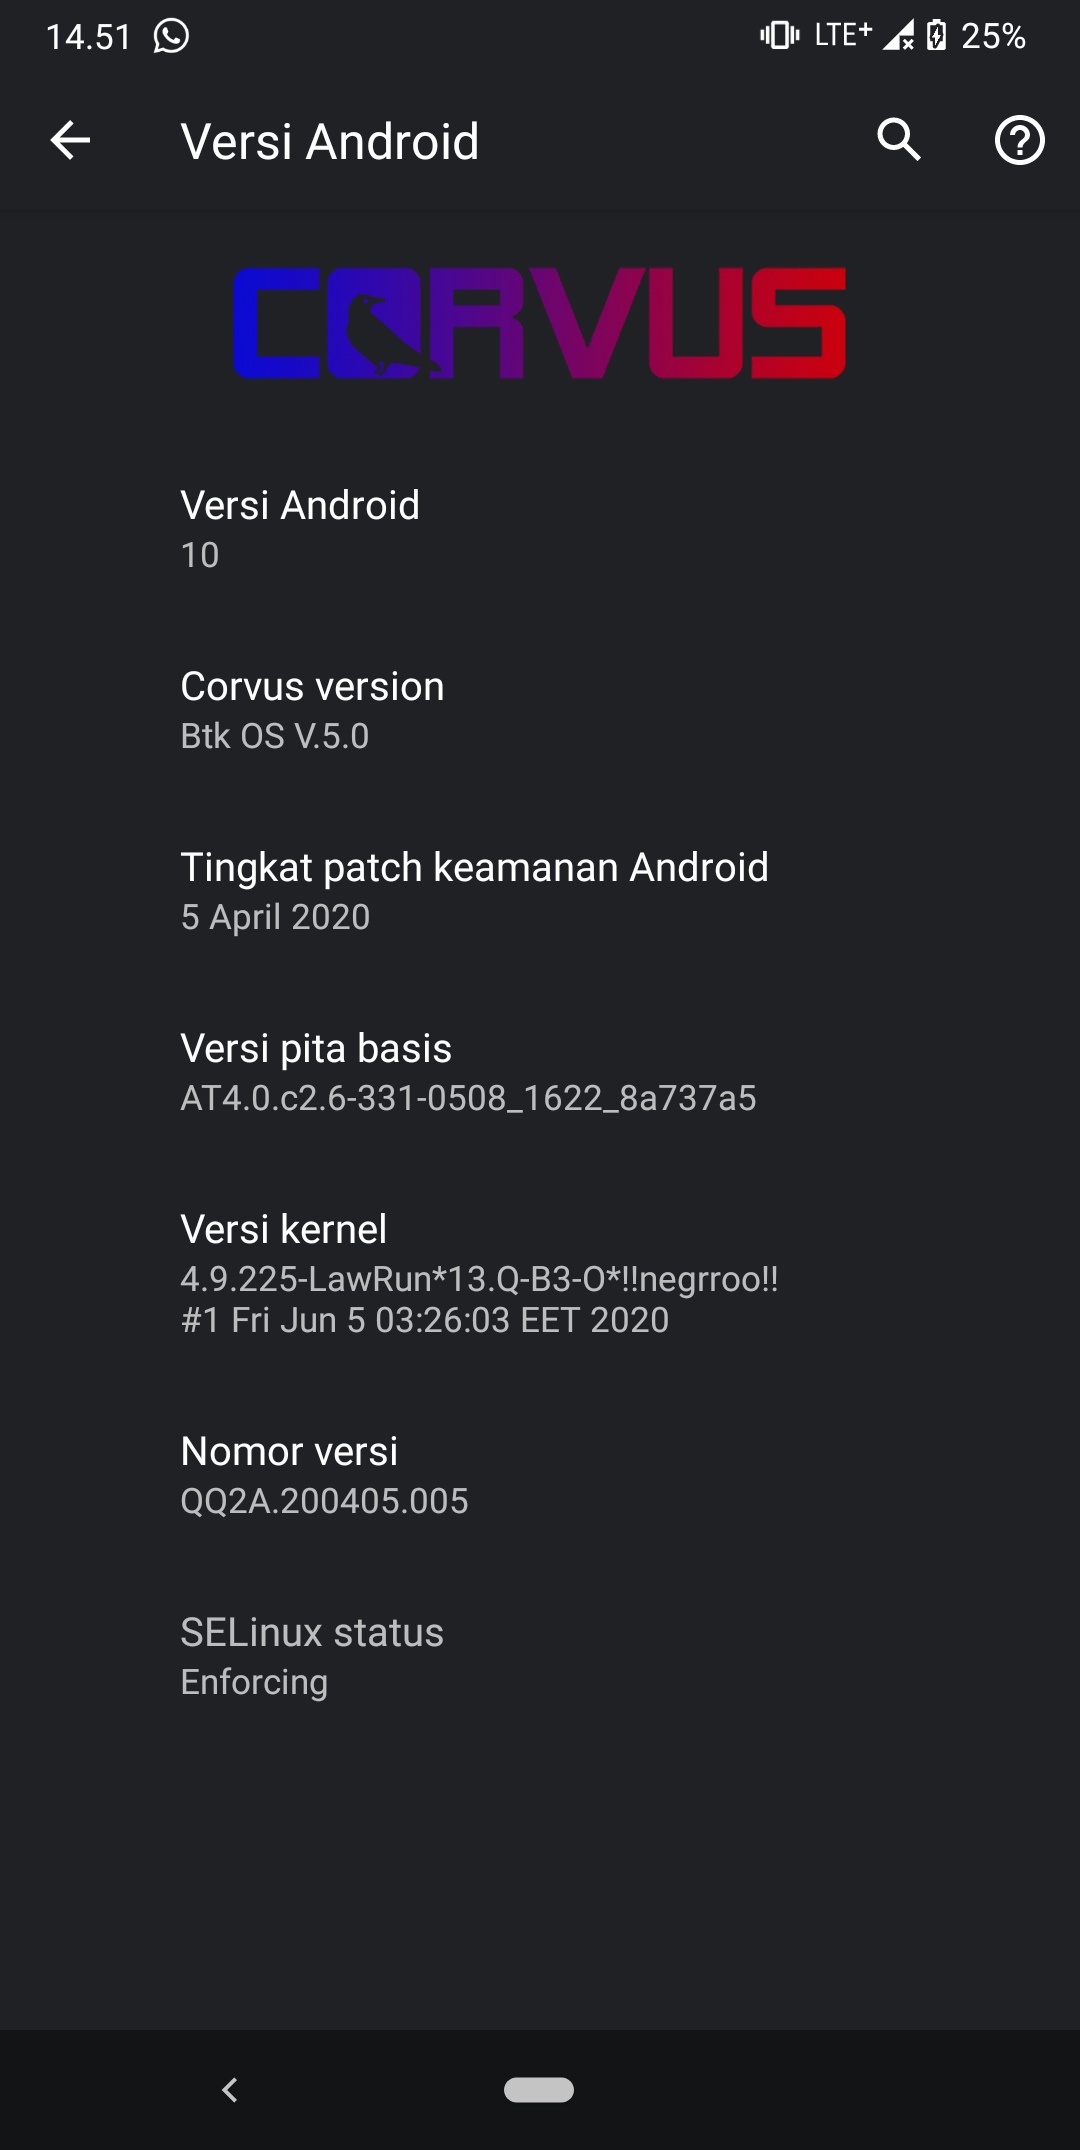 14.51 LTE+ 25%
Versi Android
CORVUS
Versi Android
10
Corvus version
Btk OS V.5.0
Tingkat patch keamanan Android
5 April 2020
Versi pita basis
AT4.0.c2.6-331-0508_1622_8a737a5
Versi kernel
4.9.225-LawRun*13.Q-B3-O*!!negrroo!!
#1 Fri Jun 5 03:26:03 EET 2020
Nomor versi
QQ2A.200405.005
SELinux status
Enforcing